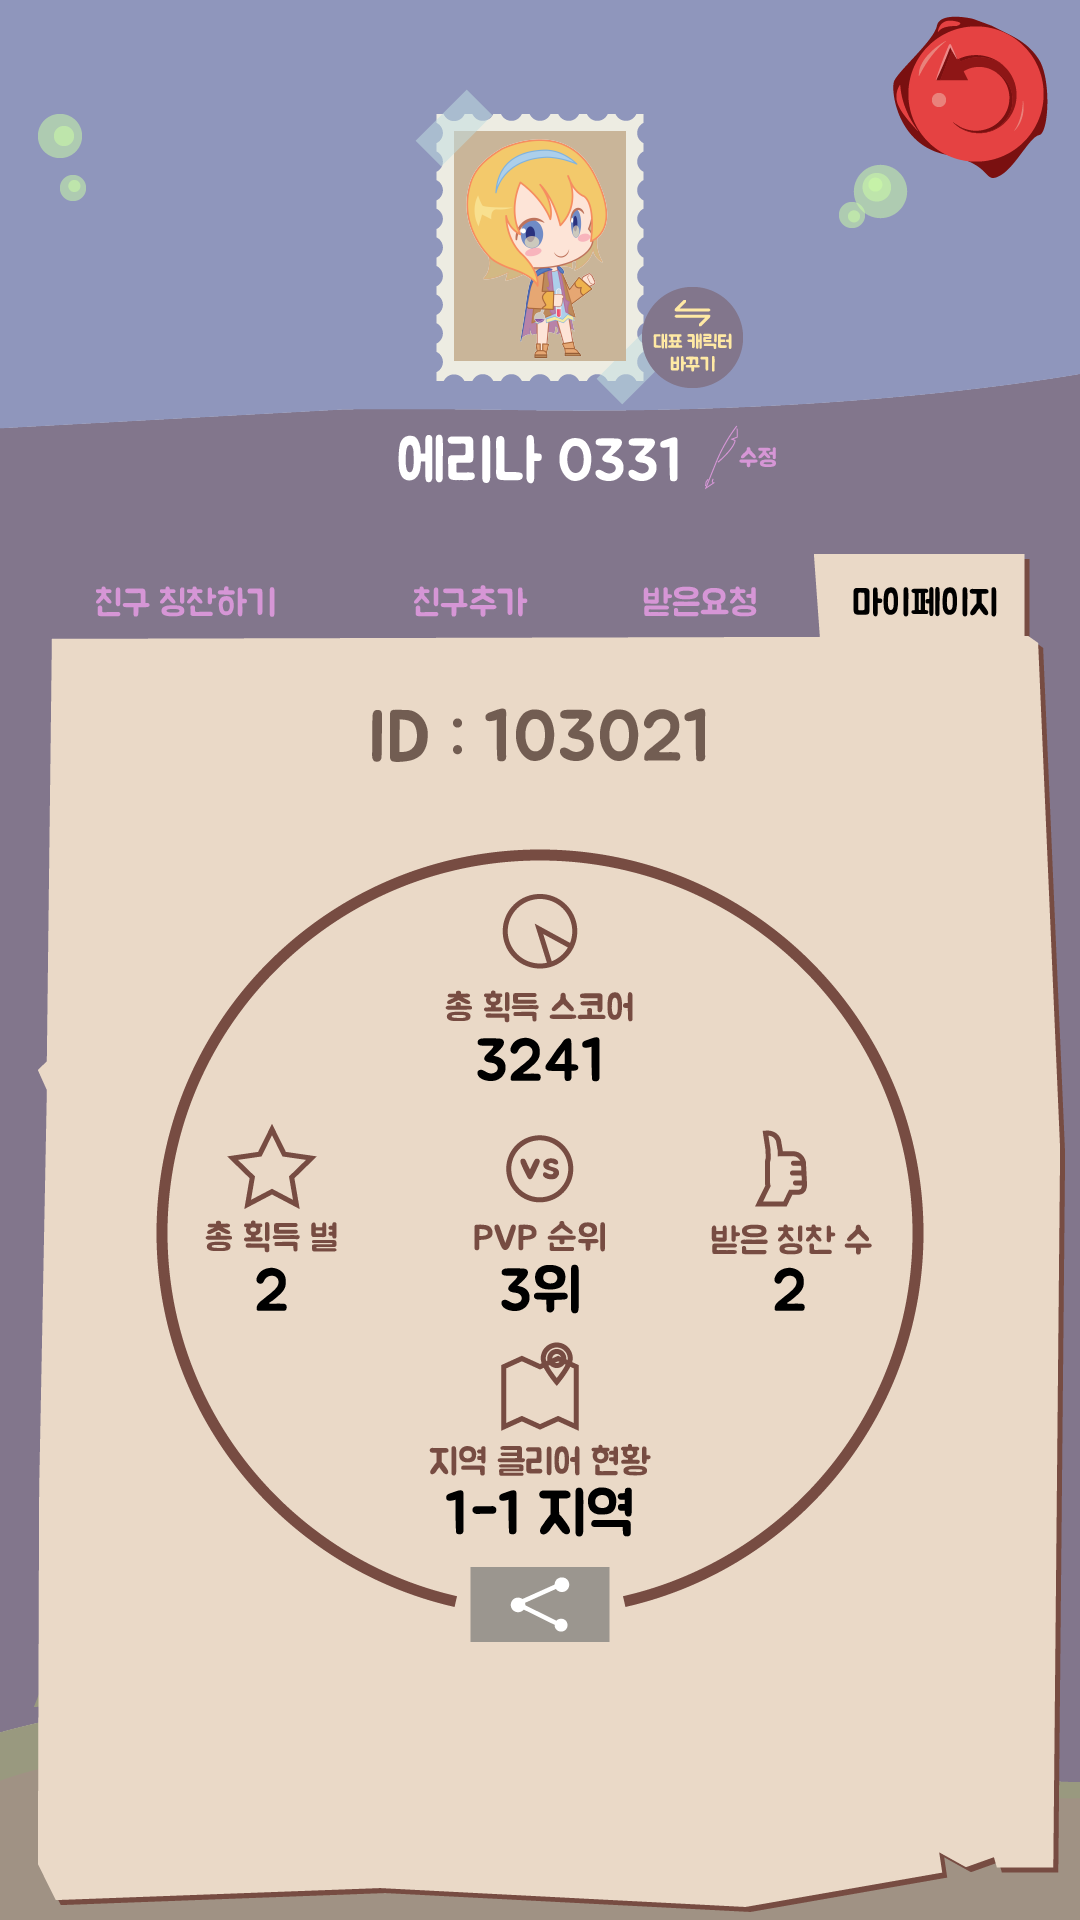 대표 캐릭터
바꾸기
에리나 0331
수정
친구 칭찬하기 친구추가 받은요청 마이페이지
ID : 103021
총 획득 스코어
3241
VS
총 획득 별 PVP 순위 받은 칭찬 수
2 3위 2
지역 클리어 현황
1-1 지역